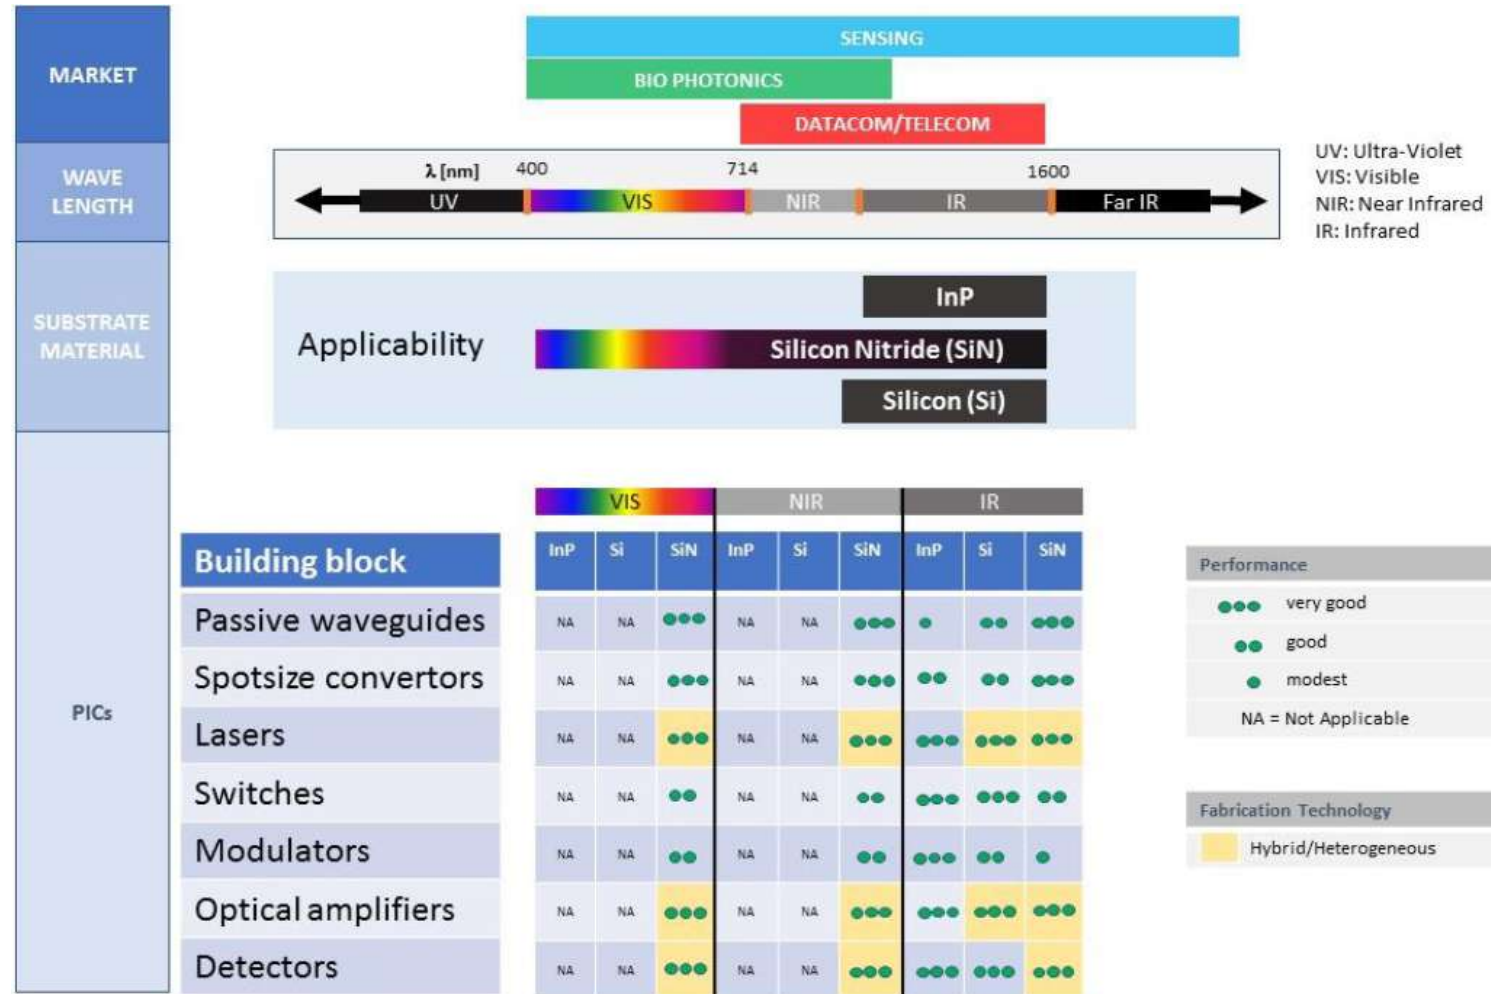 MARKET
SENSING
BIO PHOTONICS
DATACOM/TELECOM
WAVE
LENGTH
λ [nm] 400 714 1600
UV VIS NIR IR Far IR
UV: Ultra-Violet
VIS: Visible
NIR: Near Infrared
IR: Infrared
SUBSTRATE
MATERIAL
Applicability
InP
Silicon Nitride (SiN)
Silicon (Si)
PICs
VIS NIR IR
Building block InP Si SiN InP Si SiN InP Si SiN
Passive waveguides NA NA NA NA
Spotsize convertors NA NA NA NA
Lasers NA NA NA NA
Switches NA NA NA NA
Modulators NA NA NA NA
Optical amplifiers NA NA NA NA
Detectors NA NA NA NA
Performance
very good
good
modest
NA = Not Applicable
Fabrication Technology
Hybrid/Heterogeneous